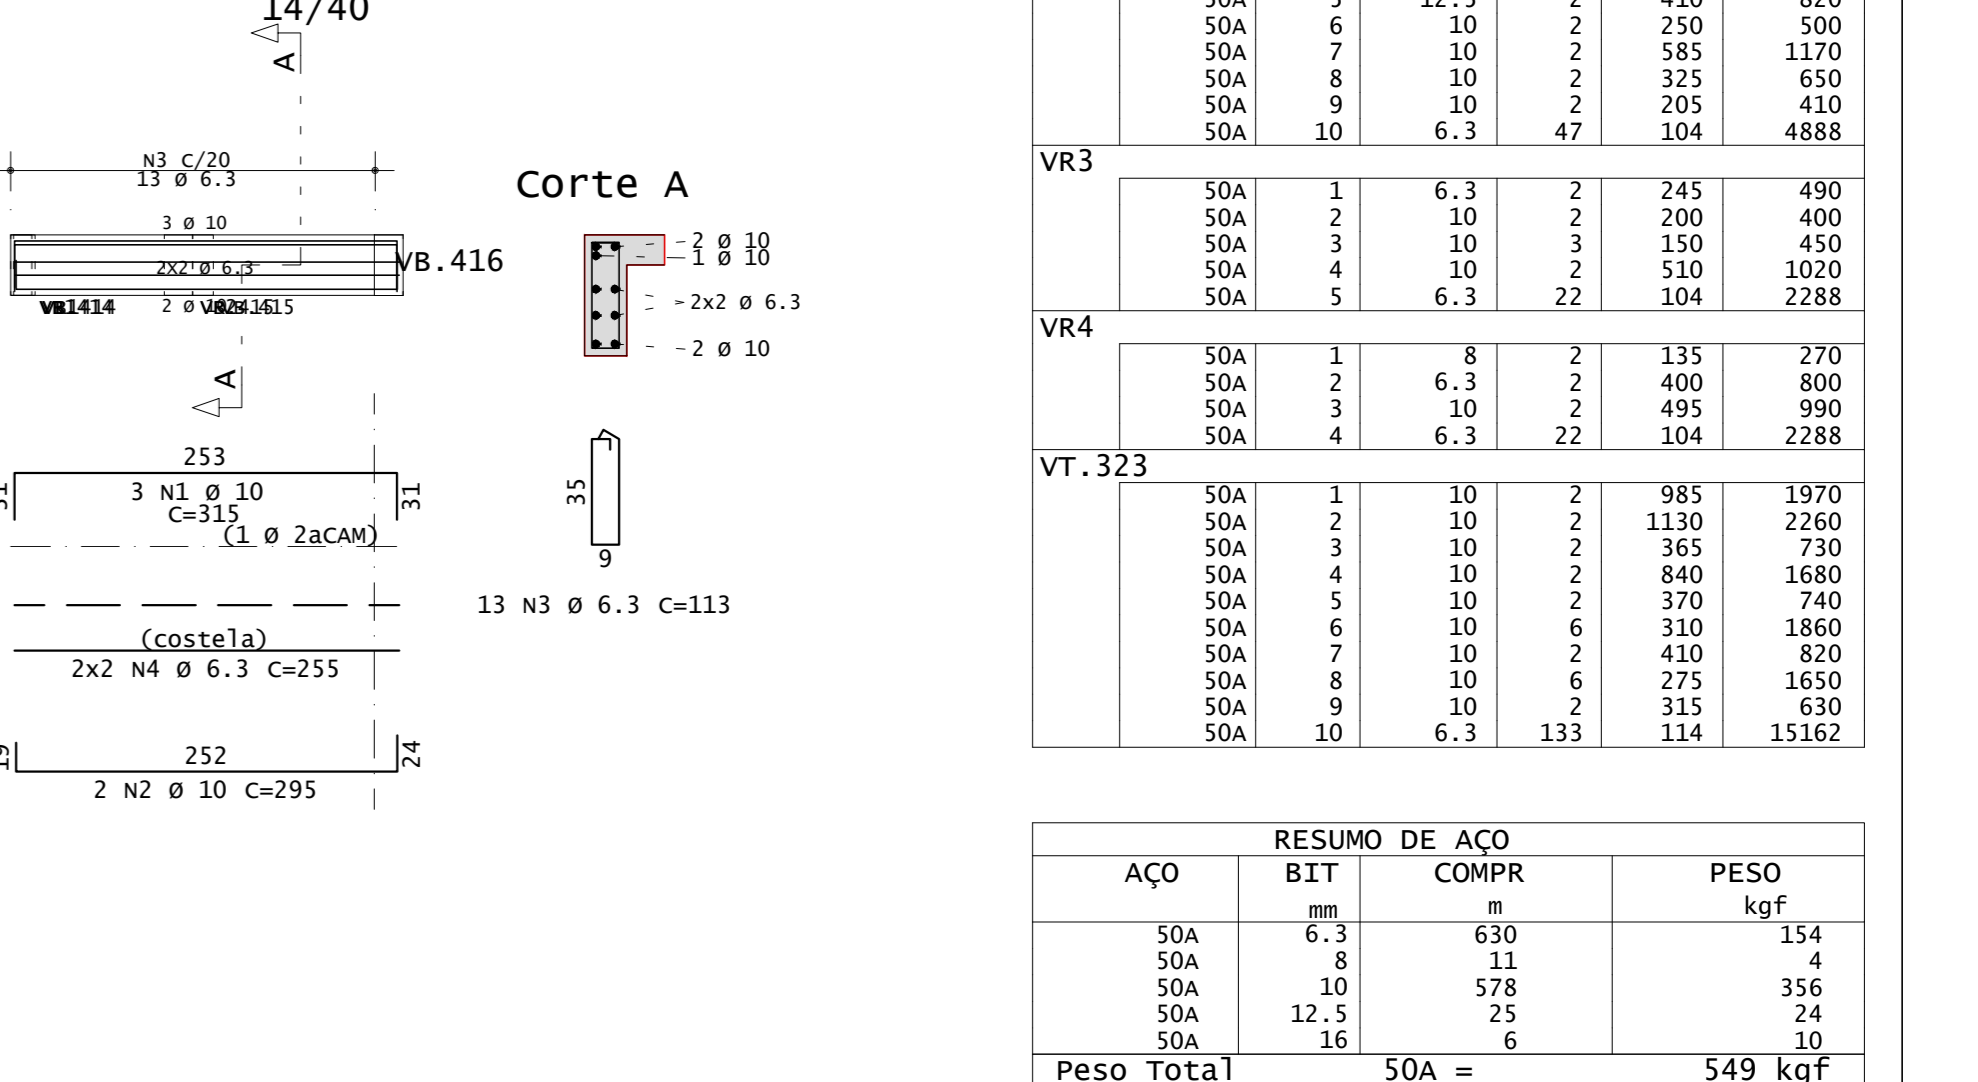 14/40
A
N3 C/20
13 Ø 6.3
3 Ø 10
2x2 Ø 6.3
VB.416
2 Ø
A
Corte A
2 Ø 10
1 Ø 10
2x2 Ø 6.3
2 Ø 10
253
31
31
3 N1 Ø 10
C=315
(1 Ø 2aCAM)
(costela)
2x2 N4 Ø 6.3 C=255
19
252
24
2 N2 Ø 10 C=295
35
9
13 N3 Ø 6.3 C=113
50A 5 12.5 2 410 820
50A 6 10 2 250 500
50A 7 10 2 585 1170
50A 8 10 2 325 650
50A 9 10 2 205 410
50A 10 6.3 47 104 4888
VR3
50A 1 6.3 2 245 490
50A 2 10 2 200 400
50A 3 10 3 150 450
50A 4 10 2 510 1020
50A 5 6.3 22 104 2288
VR4
50A 1 8 2 135 270
50A 2 6.3 2 400 800
50A 3 10 2 495 990
50A 4 6.3 22 104 2288
VT.323
50A 1 10 2 985 1970
50A 2 10 2 1130 2260
50A 3 10 2 365 730
50A 4 10 2 840 1680
50A 5 10 2 370 740
50A 6 10 6 310 1860
50A 7 10 2 410 820
50A 8 10 6 275 1650
50A 9 10 2 315 630
50A 10 6.3 133 114 15162
RESUMO DE AÇO
AÇO BIT COMPR PESO
mm m kgf
50A 6.3 630 154
50A 8 11 4
50A 10 578 356
50A 12.5 25 24
50A 16 6 10
Peso Total 50A = 549 kgf